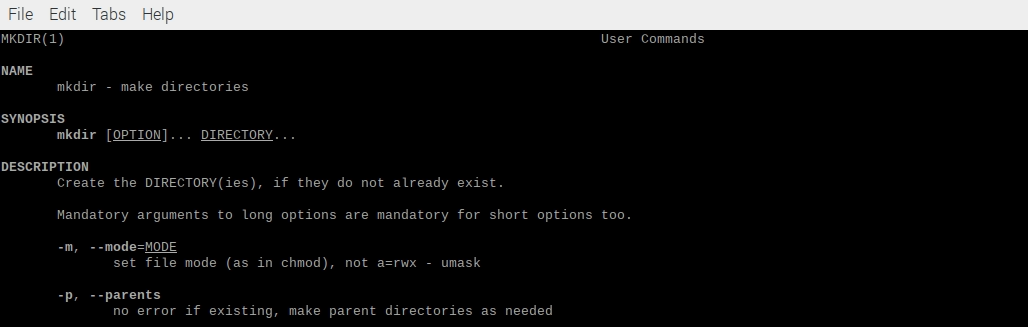 File Edit Tabs Help
MKDIR(1) User Commands
NAME
mkdir - make directories
SYNOPSIS
mkdir [OPTION]... DIRECTORY...
DESCRIPTION
Create the DIRECTORY(ies), if they do not already exist.
Mandatory arguments to long options are mandatory for short options too.
-m, --mode=MODE
set file mode (as in chmod), not a=rwx - umask
-p, --parents
no error if existing, make parent directories as needed